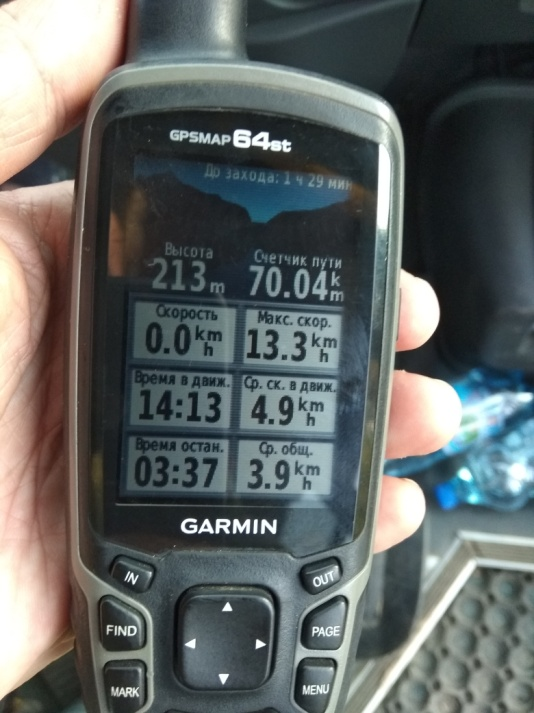 GPSMAP 64st
До захода: 1 ч 29 мин
Высота
Счетчик пути
213 m
70.04 km
Скорость
Макс. скор.
0.0 km h
13.3 km h
Время в движ.
Ср. ск. в движ.
14:13
4.9 km h
Время остан.
Ср. общ.
03:37
3.9 km h
GARMIN
IN
OUT
FIND
PAGE
MARK
MENU